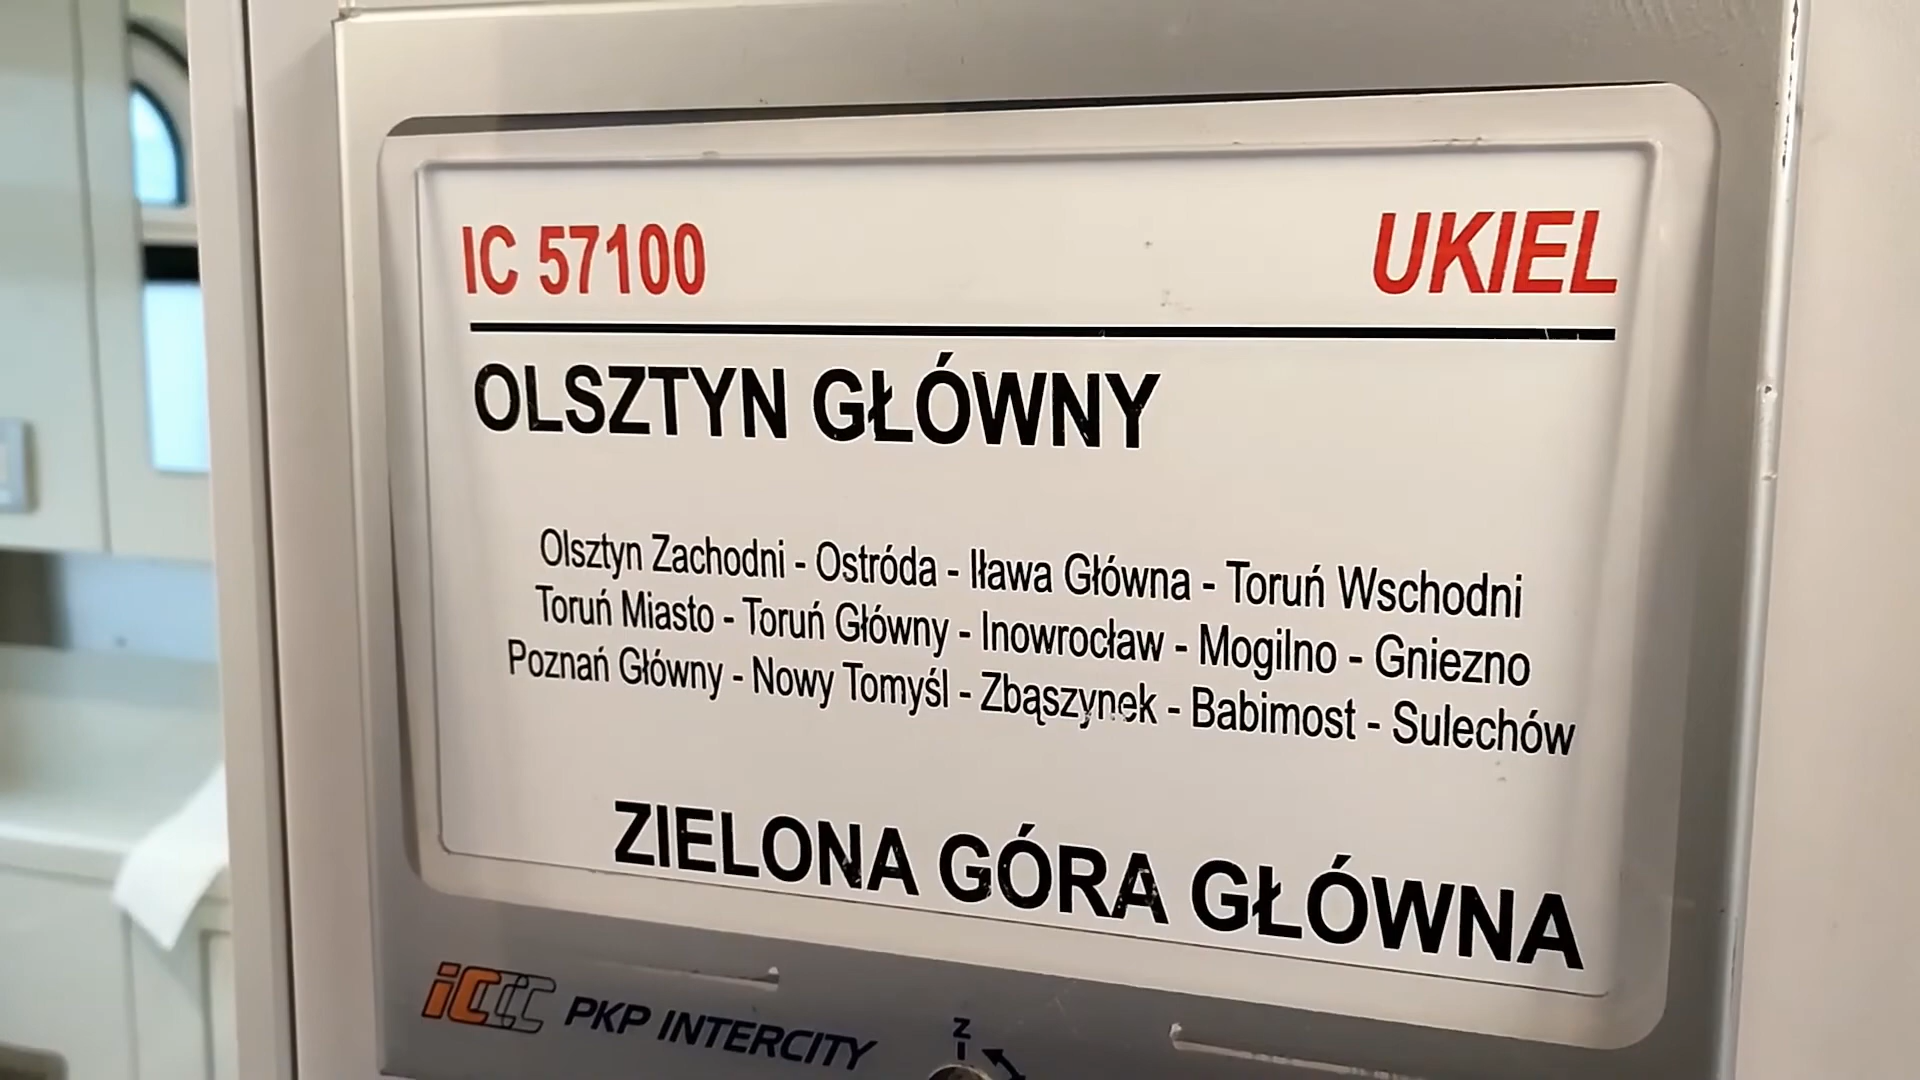 IC 57100 UKIEL
OLSZTYN GŁÓWNY
Olsztyn Zachodni - Ostróda - Iława Główna - Toruń Wschodni
Toruń Miasto - Toruń Główny - Inowrocław - Mogilno - Gniezno
Poznań Główny - Nowy Tomyśl - Zbąszynek - Babimost - Sulechów
ZIELONA GÓRA GŁÓWNA
iC PKP INTERCITY
Z